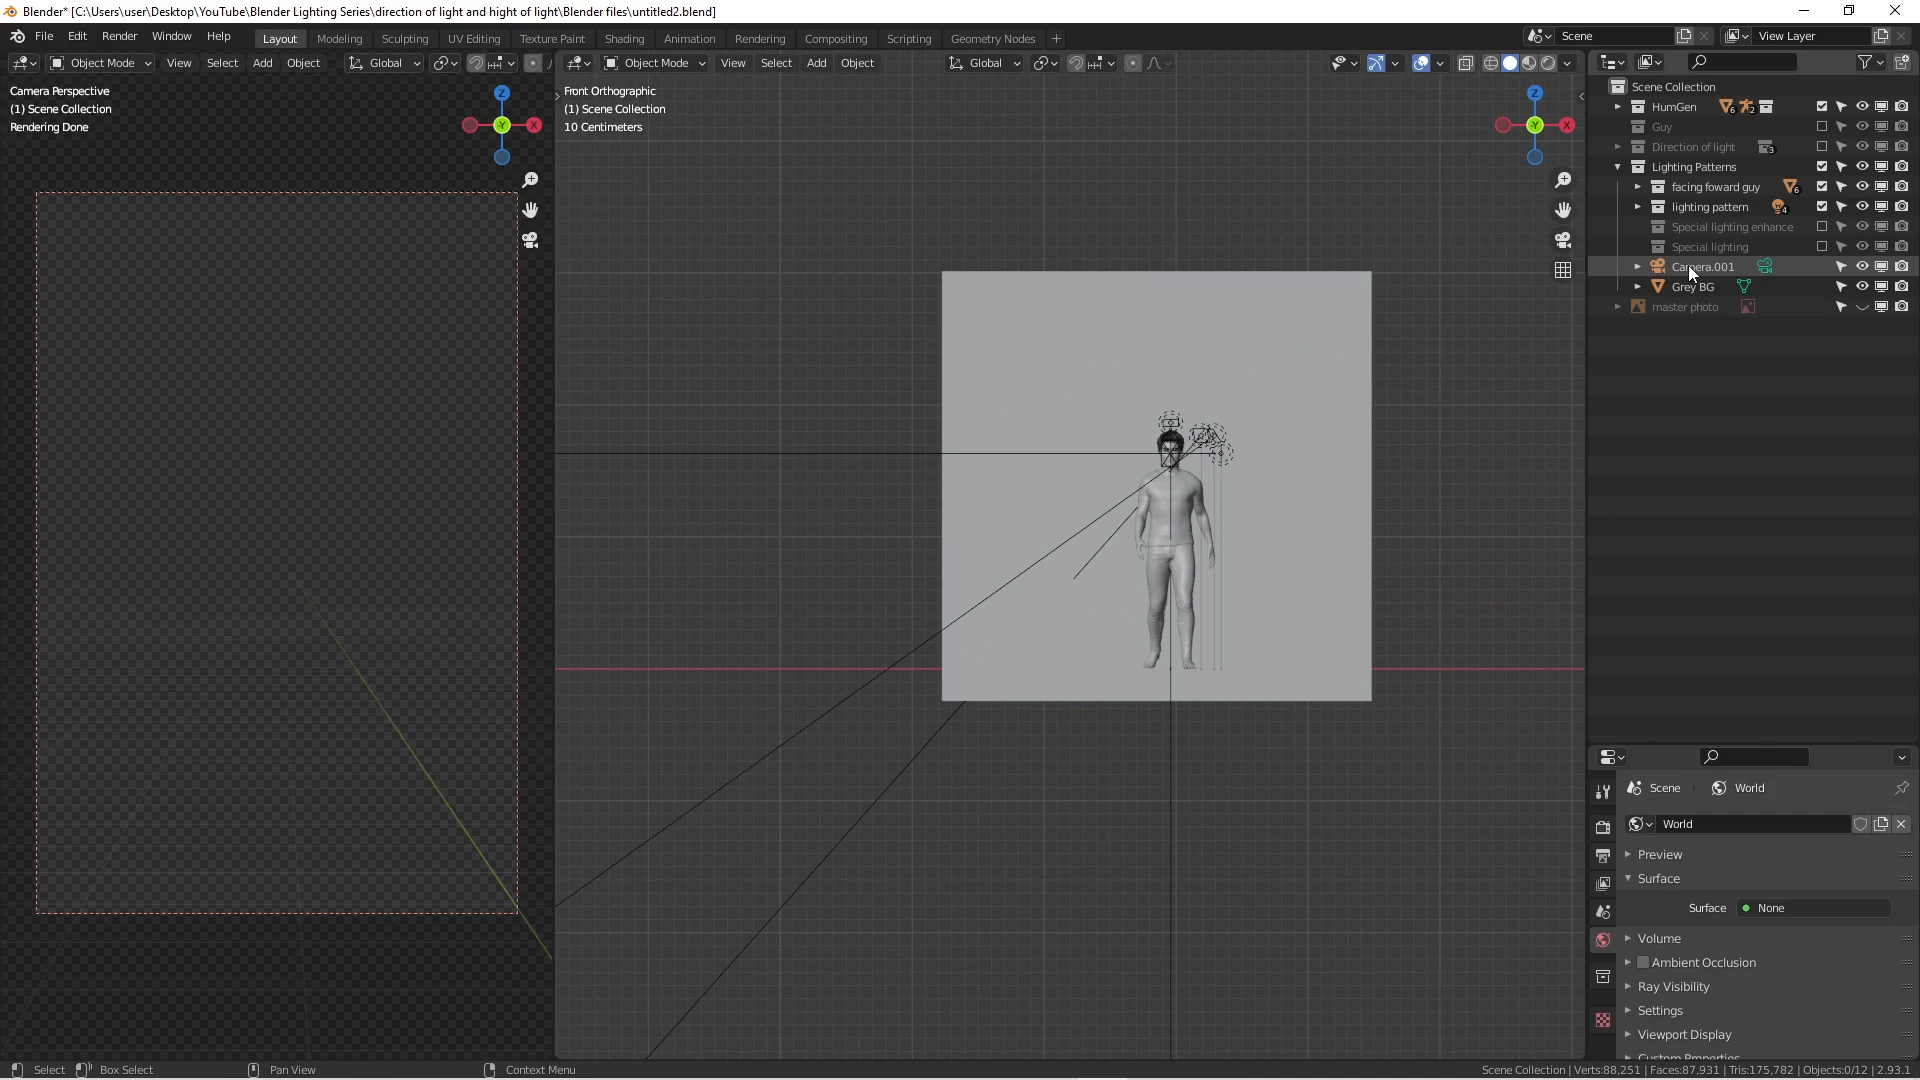 Blender* [C:\Users\user\Desktop\YouTube\Blender Lighting Series\direction of light and hight of light\Blender files\untitled2.blend]
File Edit Render Window Help Layout Modeling Sculpting UV Editing Texture Paint Shading Animation Rendering Compositing Scripting Geometry Nodes + Scene View Layer
Object Mode View Select Add Object Global
Object Mode View Select Add Object Global
Camera Perspective
(1) Scene Collection
Rendering Done
Z
-Y
X
Front Orthographic
(1) Scene Collection
10 Centimeters
Z
-Y
X
Scene Collection
HumGen 6 2
Guy
Direction of light 3
Lighting Patterns
facing foward guy 6
lighting pattern 4
Special lighting enhance
Special lighting
Camera.001
Grey BG
master photo
Scene World
World
Preview
Surface
Surface None
Volume
Ambient Occlusion
Ray Visibility
Settings
Viewport Display
Custom Properties
Select Box Select Pan View Context Menu
Scene Collection | Verts:88,251 | Faces:87,931 | Tris:175,782 | Objects:0/12 | 2.93.1